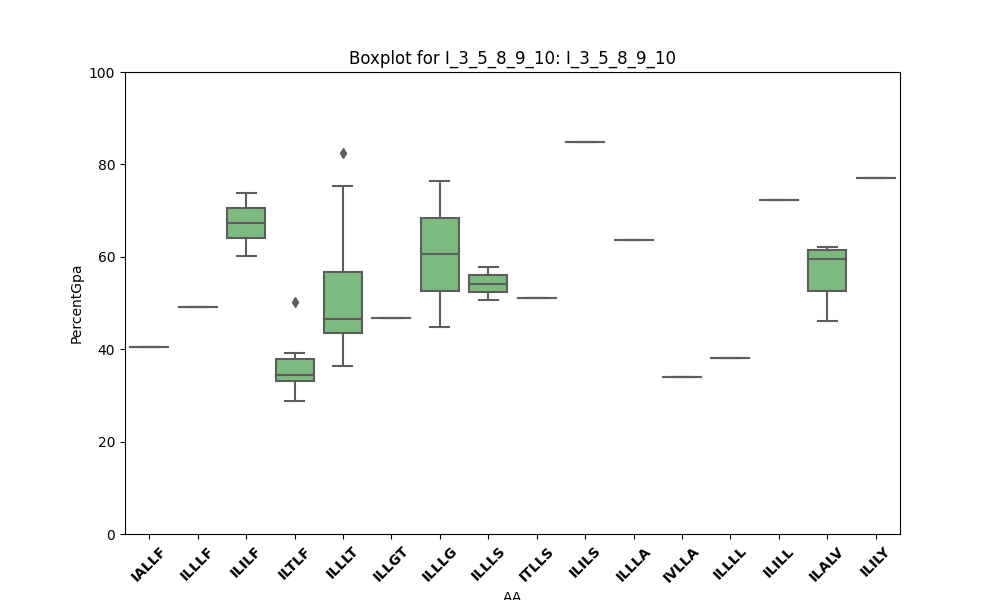 Boxplot for I_3_5_8_9_10: I_3_5_8_9_10
100
80
60
40
20
0
PercentGpa
IALLF
ILLLF
ILILF
ILTLF
ILLLT
ILLGT
ILLLG
ILLLS
ITLLS
ILILS
ILLLA
IVLLA
ILLLL
ILILL
ILALV
ILILY
AA